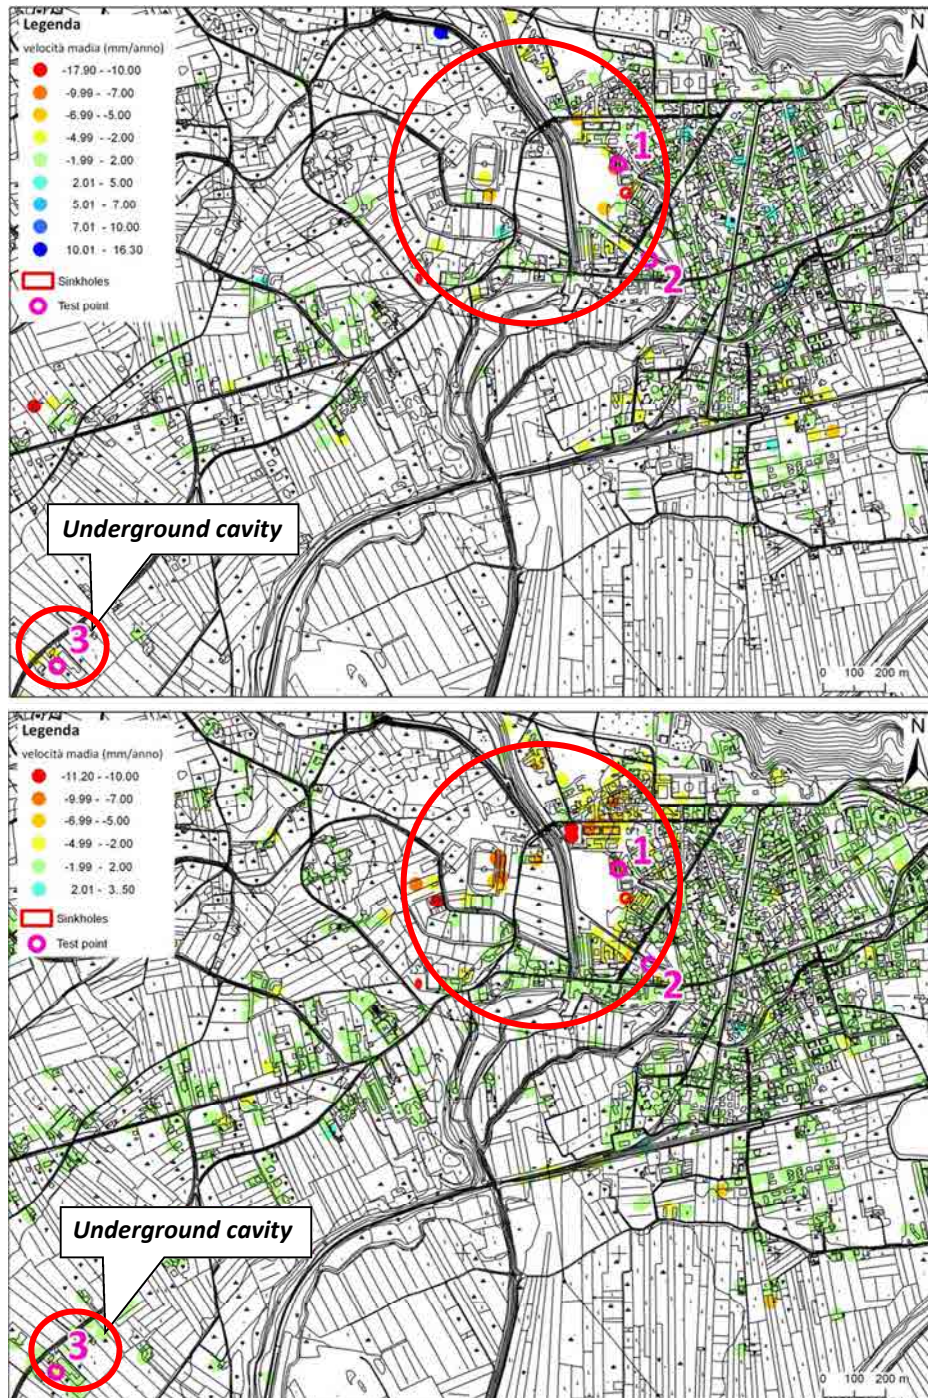 Legenda
velocità madia (mm/anno)
-17.90 - -10.00
-9.99 - -7.00
-6.99 - -5.00
-4.99 - -2.00
-1.99 - 2.00
2.01 - 5.00
5.01 - 7.00
7.01 - 10.00
10.01 - 16.30
Sinkholes
Test point
N
1
2
Underground cavity
3
0 100 200 m
Legenda
velocità madia (mm/anno)
-11.20 - -10.00
-9.99 - -7.00
-6.99 - -5.00
-4.99 - -2.00
-1.99 - 2.00
2.01 - 3.50
Sinkholes
Test point
N
1
2
Underground cavity
3
0 100 200 m